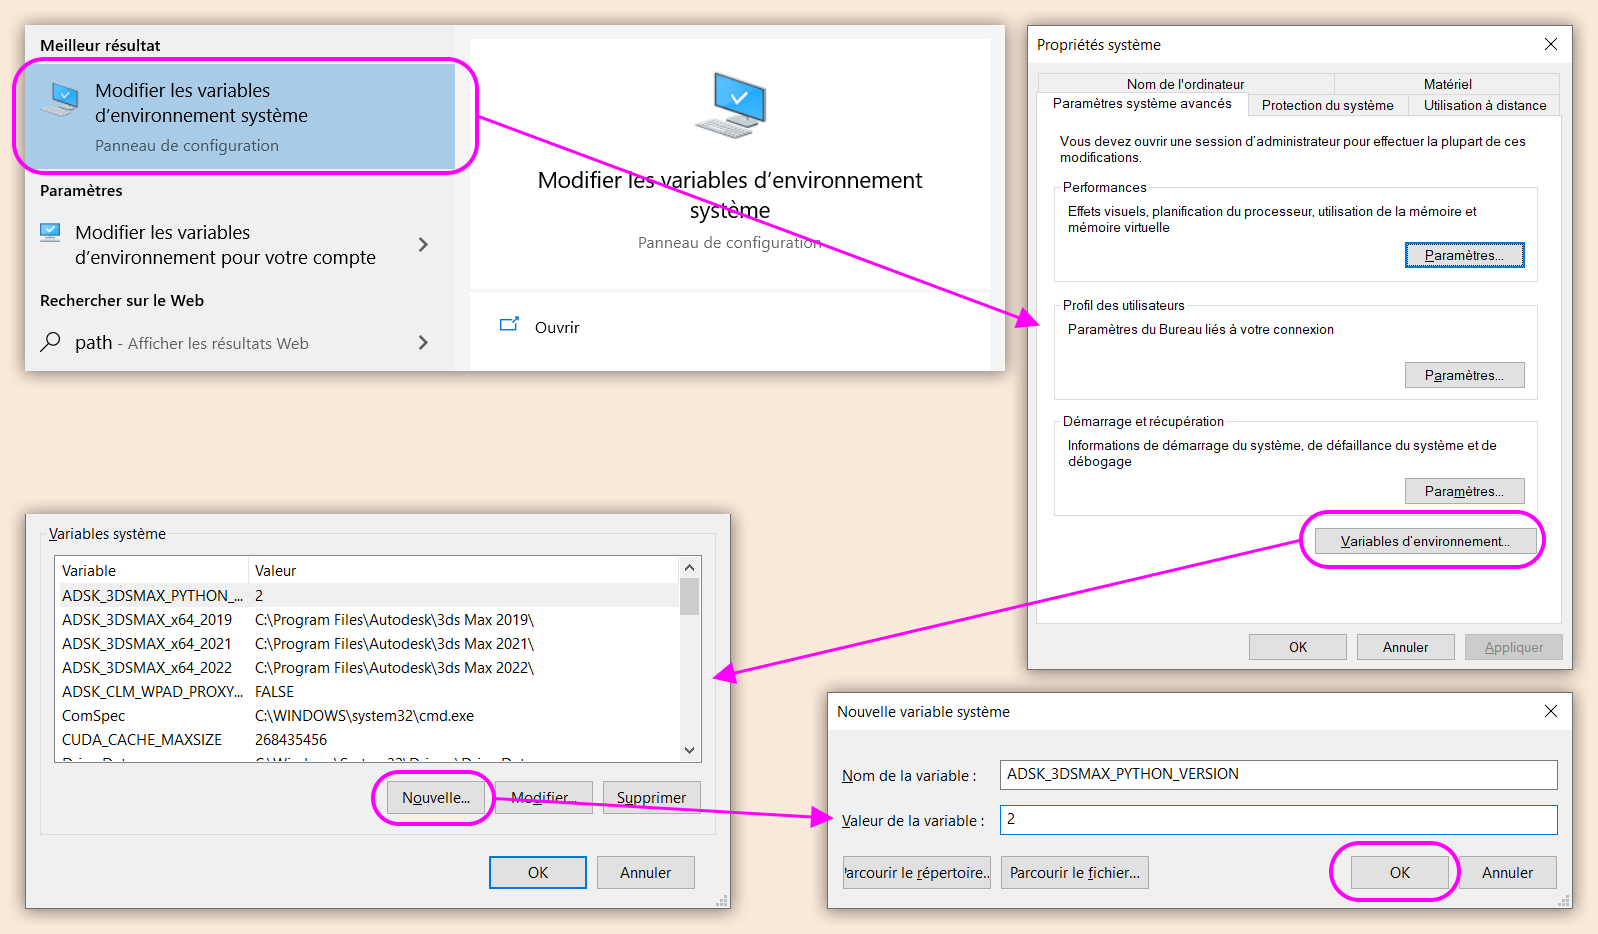 Meilleur résultat
Modifier les variables
d'environnement système
Panneau de configuration
Paramètres
Modifier les variables
d'environnement pour votre compte
Rechercher sur le Web
path - Afficher les résultats Web
Modifier les variables d'environnement
système
Panneau de configuration
Ouvrir
Propriétés système
Nom de l'ordinateur
Matériel
Paramètres système avancés
Protection du système
Utilisation à distance
Vous devez ouvrir une session d'administrateur pour effectuer la plupart de ces
modifications.
Performances
Effets visuels, planification du processeur, utilisation de la mémoire et
mémoire virtuelle
Paramètres...
Profil des utilisateurs
Paramètres du Bureau liés à votre connexion
Paramètres...
Démarrage et récupération
Informations de démarrage du système, de défaillance du système et de
débogage
Paramètres...
Variables d'environnement...
OK
Annuler
Appliquer
Variables système
Variable
Valeur
ADSK_3DSMAX_PYTHON_... 2
ADSK_3DSMAX_x64_2019 C:\Program Files\Autodesk\3ds Max 2019\
ADSK_3DSMAX_x64_2021 C:\Program Files\Autodesk\3ds Max 2021\
ADSK_3DSMAX_x64_2022 C:\Program Files\Autodesk\3ds Max 2022\
ADSK_CLM_WPAD_PROXY... FALSE
ComSpec C:\WINDOWS\system32\cmd.exe
CUDA_CACHE_MAXSIZE 268435456
Nouvelle...
Modifier...
Supprimer
OK
Annuler
Nouvelle variable système
Nom de la variable : ADSK_3DSMAX_PYTHON_VERSION
Valeur de la variable : 2
arcourir le répertoire..
Parcourir le fichier...
OK
Annuler